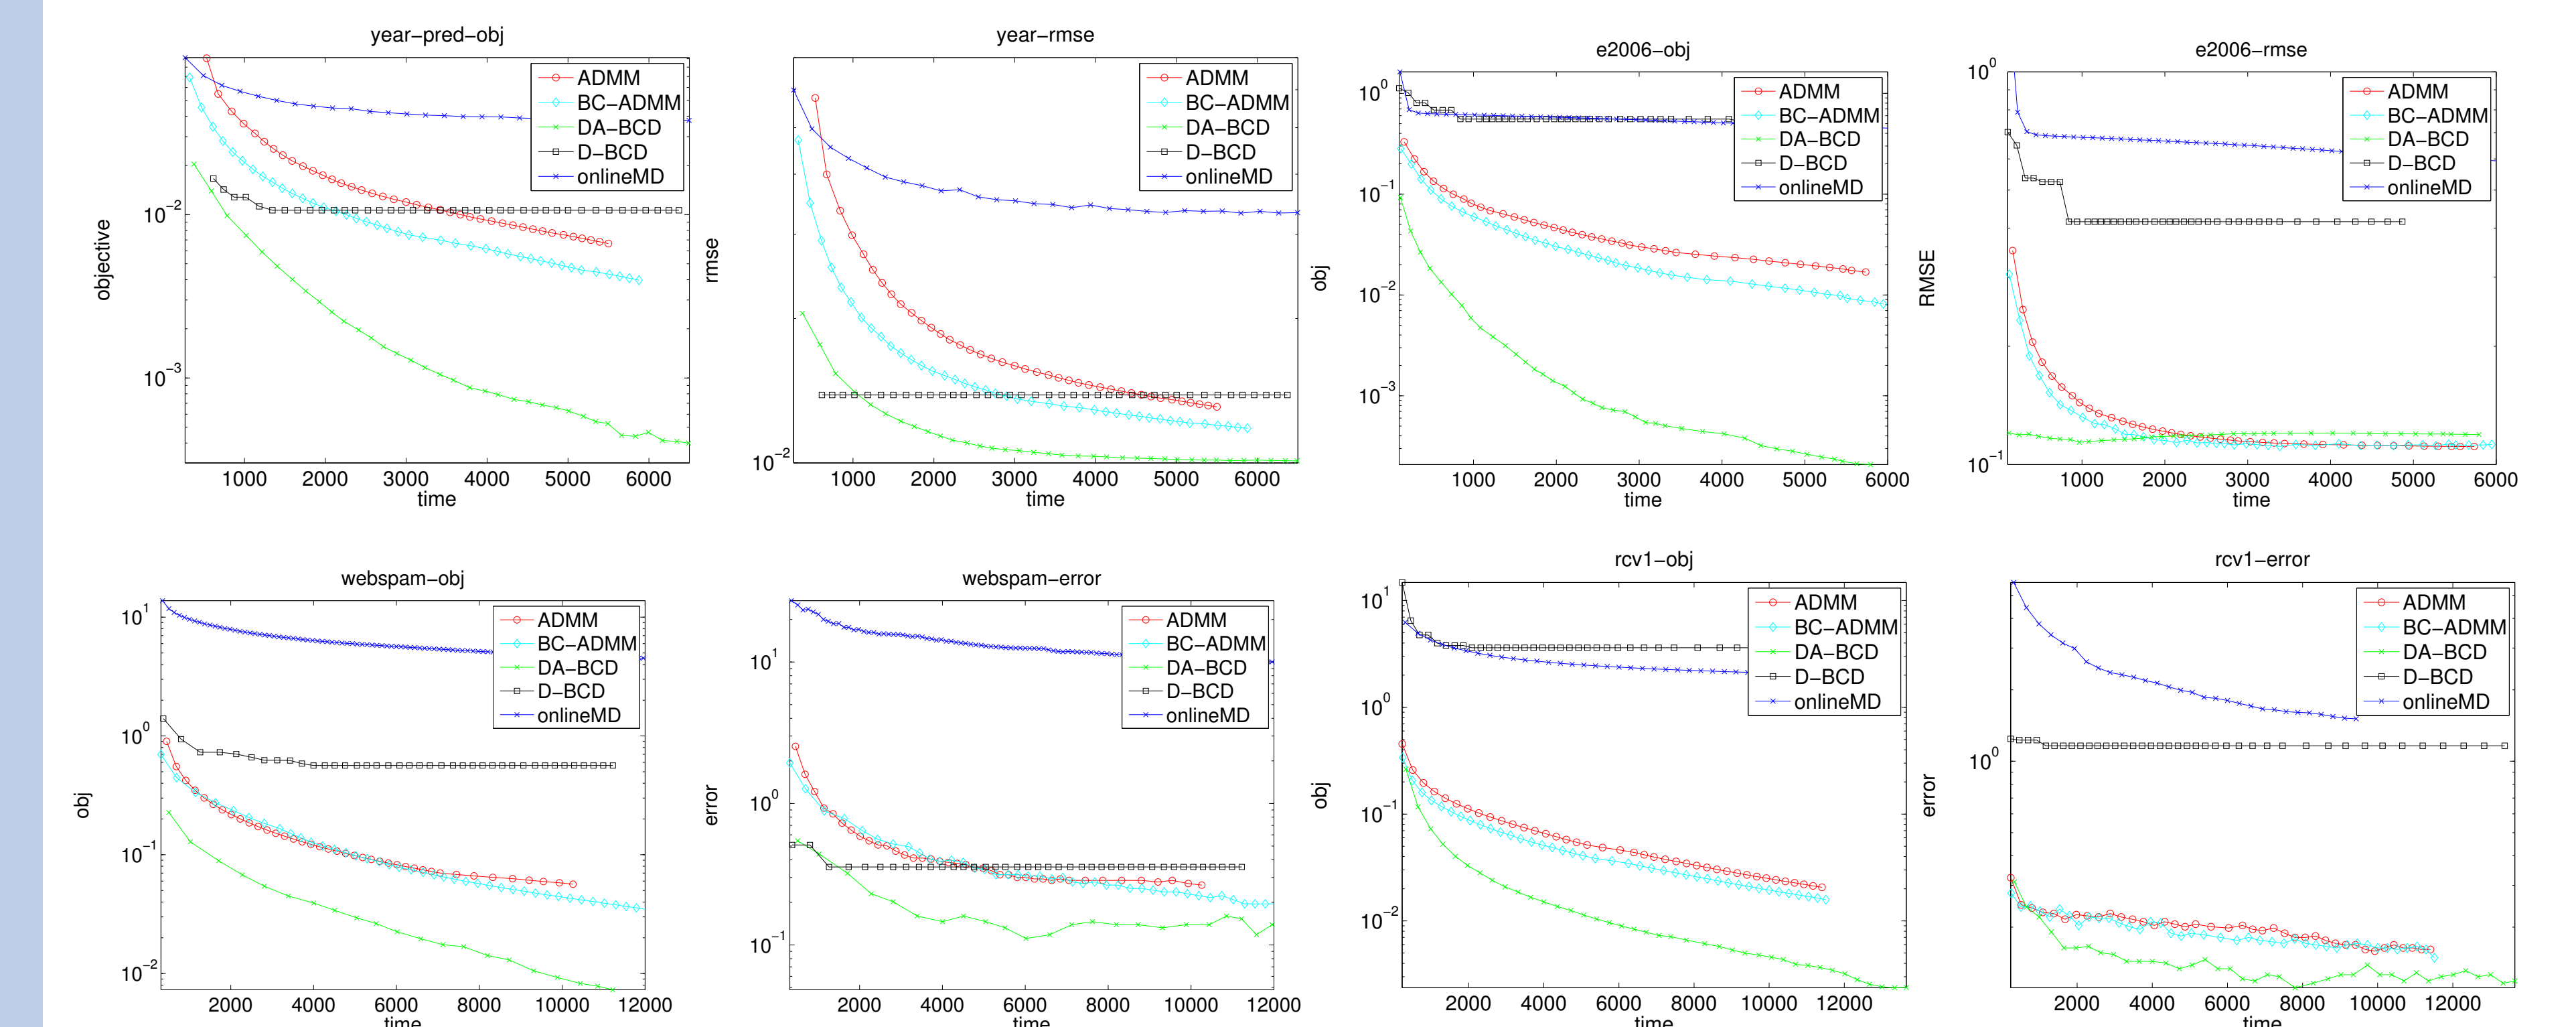 year-pred-obj
ADMM
BC-ADMM
DA-BCD
D-BCD
onlineMD
10^-2
10^-3
objective
1000 2000 3000 4000 5000 6000
time
year-rmse
ADMM
BC-ADMM
DA-BCD
D-BCD
onlineMD
10^-2
rmse
1000 2000 3000 4000 5000 6000
time
e2006-obj
ADMM
BC-ADMM
DA-BCD
D-BCD
onlineMD
10^0
10^-1
10^-2
10^-3
obj
1000 2000 3000 4000 5000 6000
time
e2006-rmse
ADMM
BC-ADMM
DA-BCD
D-BCD
onlineMD
10^0
10^-1
RMSE
1000 2000 3000 4000 5000 6000
time
webspam-obj
ADMM
BC-ADMM
DA-BCD
D-BCD
onlineMD
10^1
10^0
10^-1
10^-2
obj
2000 4000 6000 8000 10000 12000
time
webspam-error
ADMM
BC-ADMM
DA-BCD
D-BCD
onlineMD
10^1
10^0
10^-1
error
2000 4000 6000 8000 10000 12000
time
rcv1-obj
ADMM
BC-ADMM
DA-BCD
D-BCD
onlineMD
10^1
10^0
10^-1
10^-2
obj
2000 4000 6000 8000 10000 12000
time
rcv1-error
ADMM
BC-ADMM
DA-BCD
D-BCD
onlineMD
10^0
error
2000 4000 6000 8000 10000 12000
time